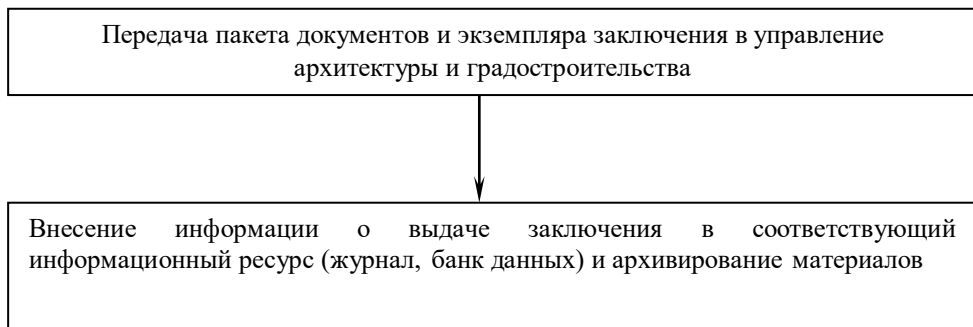 Передача пакета документов и экземпляра заключения в управление
архитектуры и градостроительства
Внесение информации о выдаче заключения в соответствующий
информационный ресурс (журнал, банк данных) и архивирование материалов